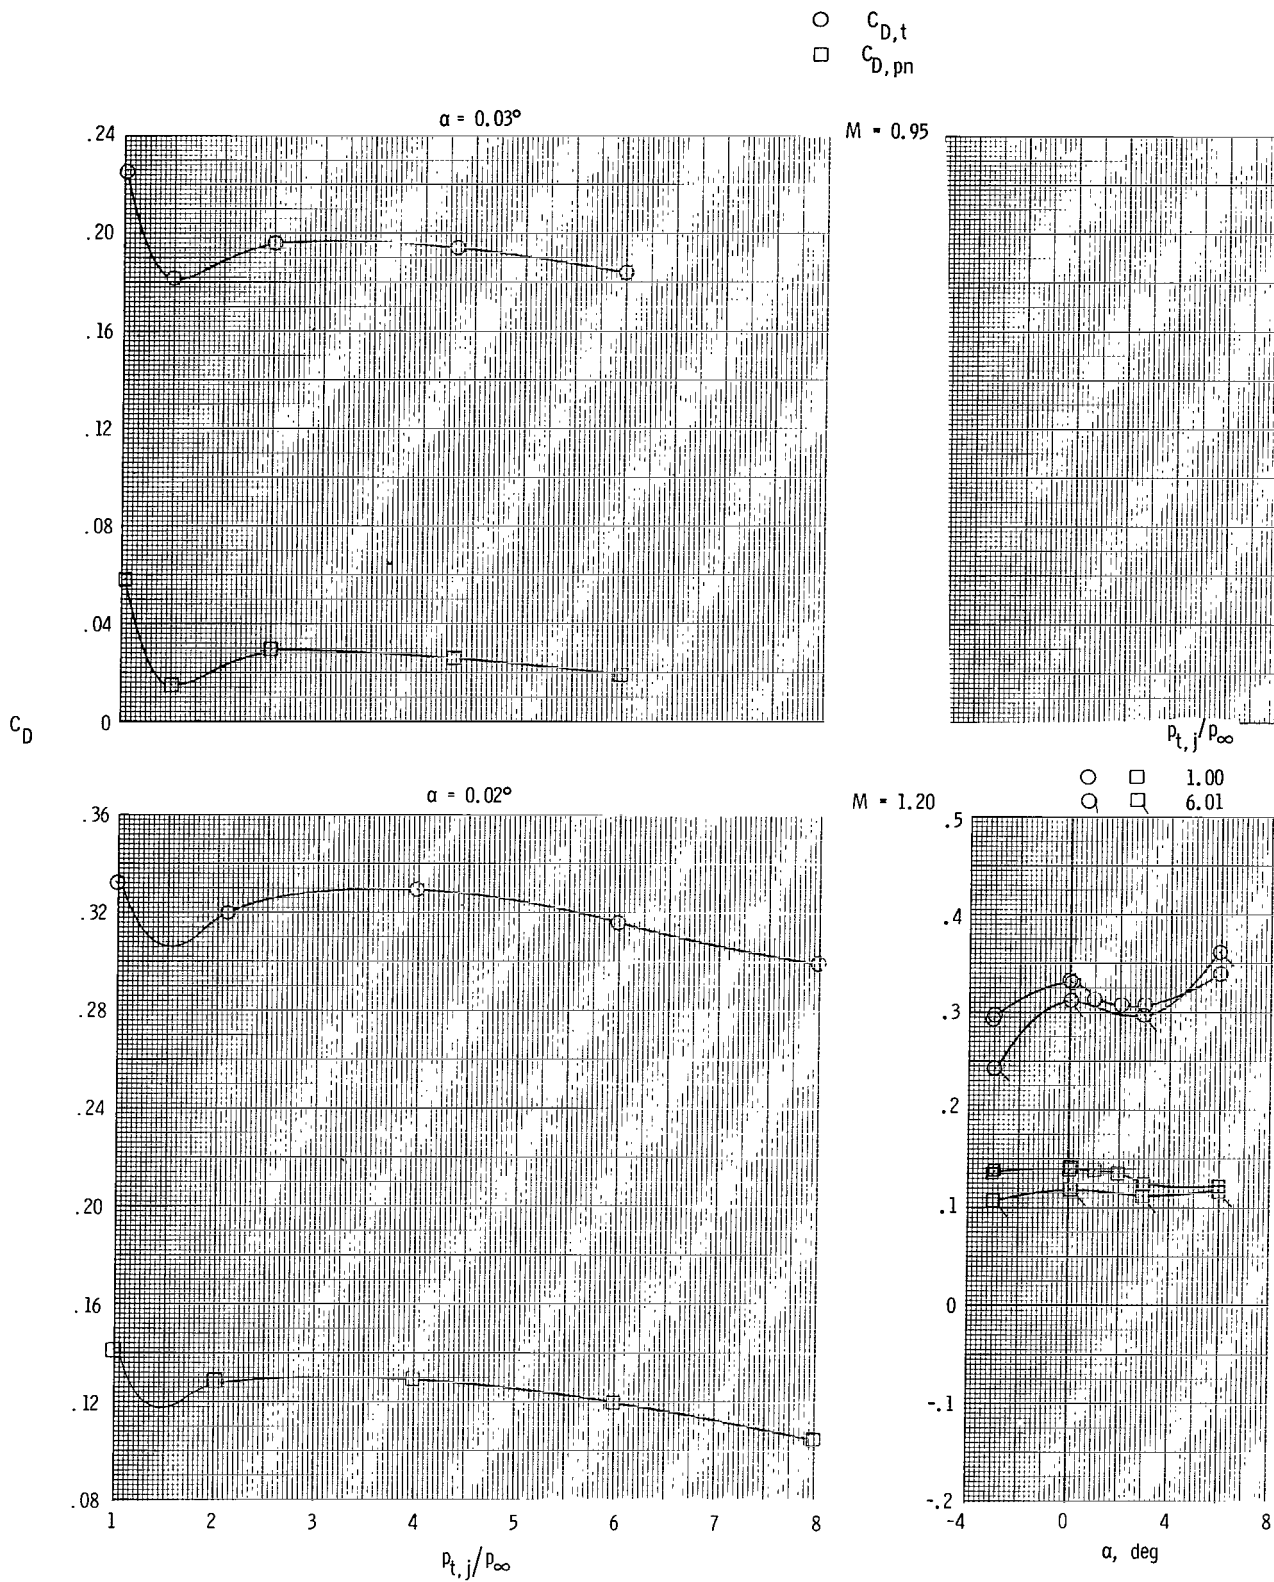 C_D,t
C_D,pn
α = 0.03°
M = 0.95
.24
.20
.16
.12
.08
.04
0
C_D
p_t,j/p_∞
1.00
6.01
α = 0.02°
M = 1.20
.36
.32
.28
.24
.20
.16
.12
.08
1 2 3 4 5 6 7 8
p_t,j/p_∞
.5
.4
.3
.2
.1
0
-.1
-.2
-4 0 4 8
α, deg